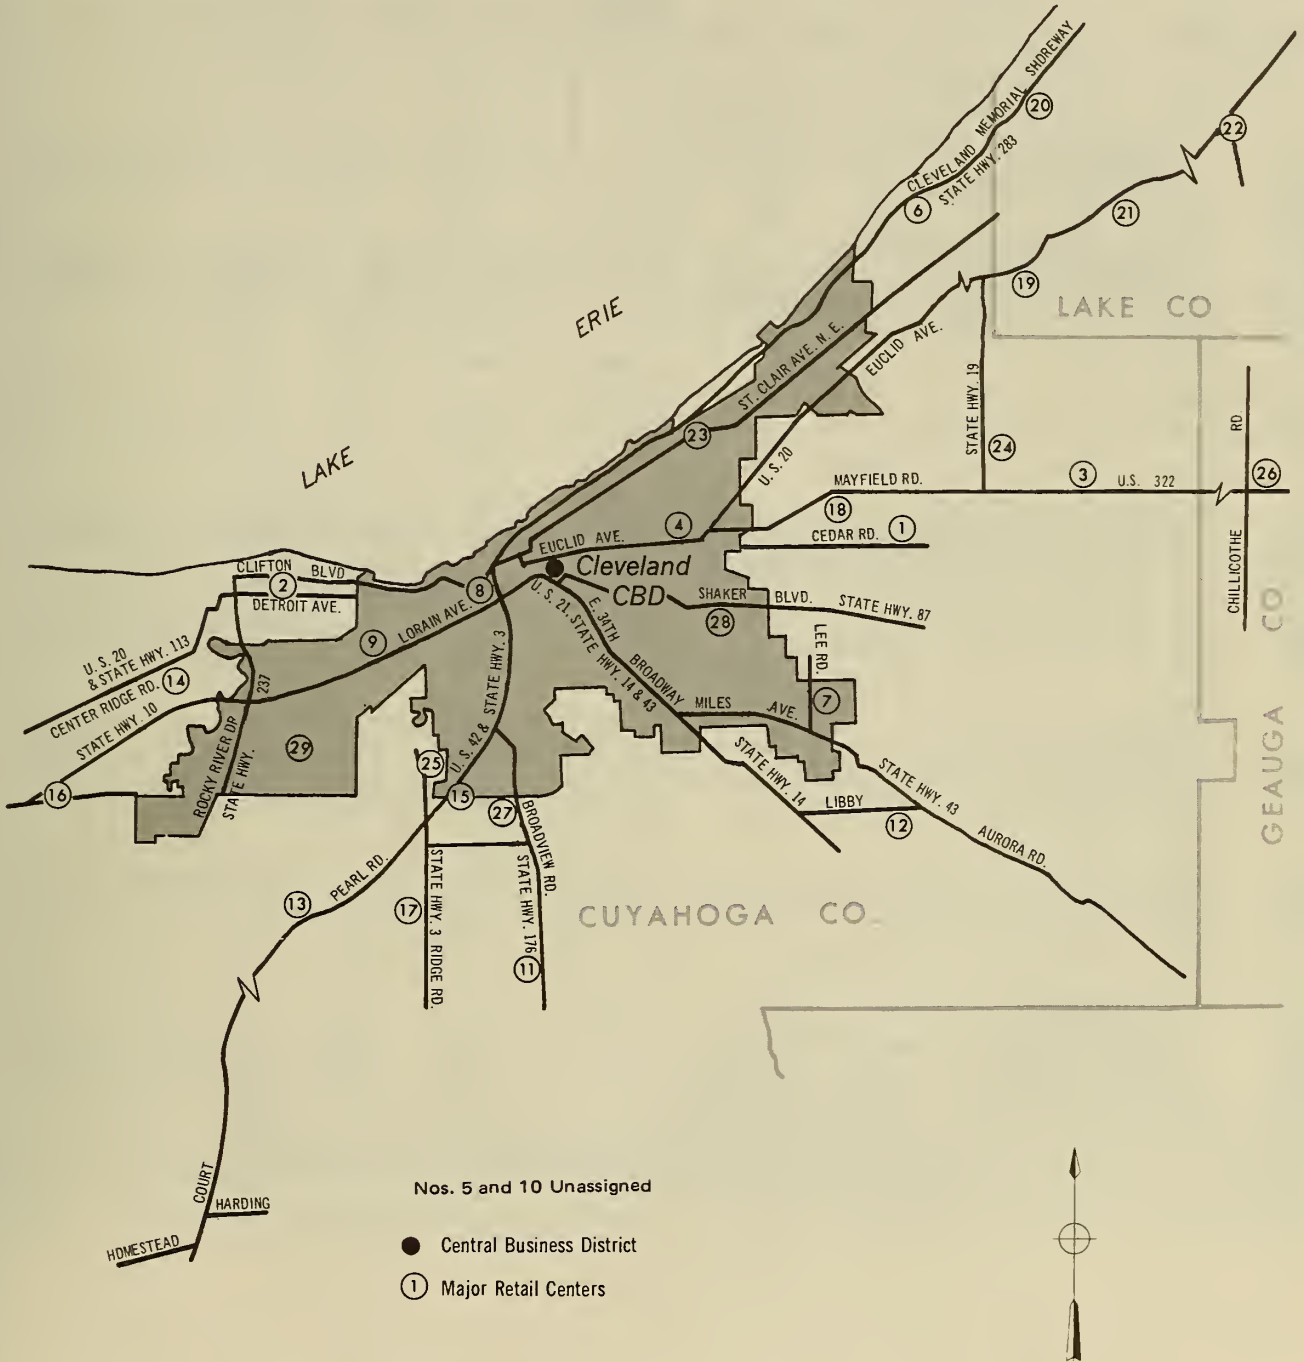 CLEVELAND MEMORIAL SHOREWAY
20
STATE HWY. 283
22
6
21
19
LAKE CO
ERIE
ST. CLAIR AVE. N. E.
EUCLID AVE.
STATE HWY. 19
LAKE
23
24
U.S. 20
MAYFIELD RD.
3
U.S. 322
26
CHILLICOTHE RD.
18
4
EUCLID AVE.
CEDAR RD.
1
CLIFTON BLVD
2
DETROIT AVE.
8
Cleveland
CBD
SHAKER BLVD.
STATE HWY. 87
28
U.S. 21, STATE HWY. 14 & 43
E. 34TH
LORAIN AVE.
9
U.S. 20
& STATE HWY. 113
CENTER RIDGE RD.
14
STATE HWY. 10
237
U.S. 42 & STATE HWY. 3
BROADWAY
LEE RD.
7
MILES AVE.
GEAUGA CO
ROCKY RIVER DR
STATE HWY.
29
25
STATE HWY. 14
STATE HWY. 43
16
15
27
BROADVIEW RD.
LIBBY
12
AURORA RD.
PEARL RD.
13
17
STATE HWY. 3 RIDGE RD.
STATE HWY. 176
11
CUYAHOGA CO.
COURT
HARDING
HOMESTEAD
Nos. 5 and 10 Unassigned
Central Business District
1 Major Retail Centers